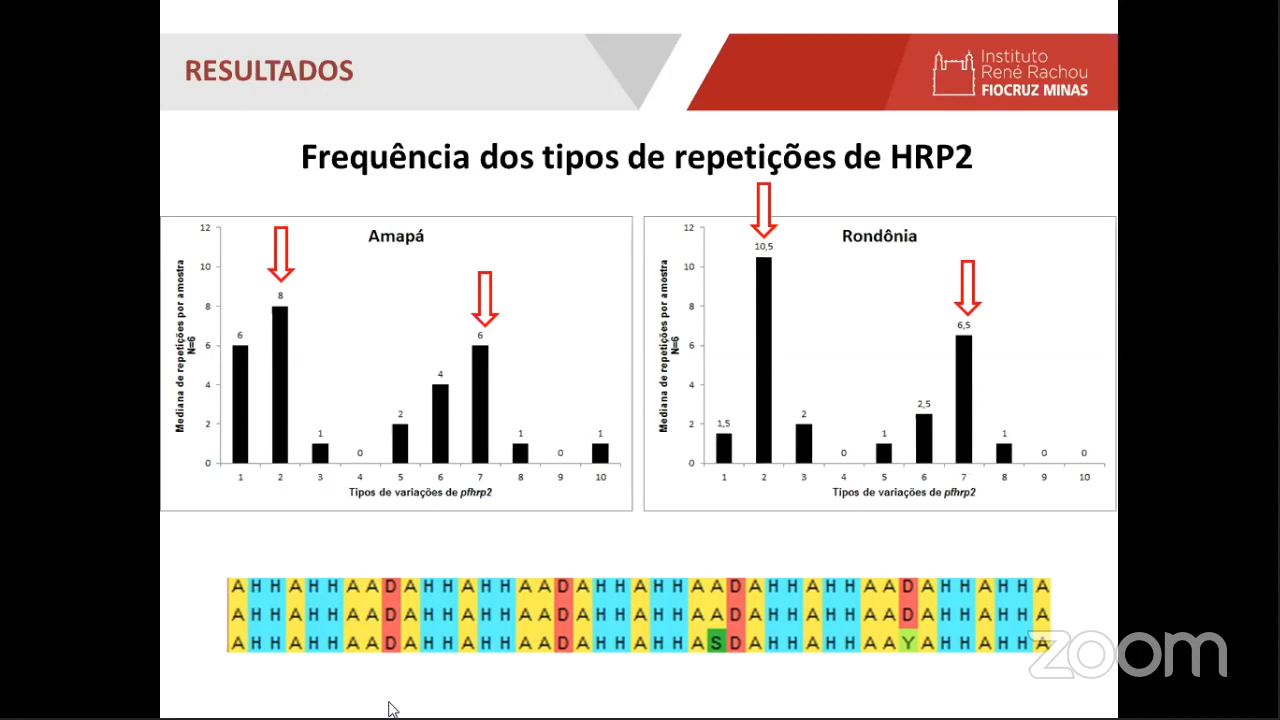 RESULTADOS
Instituto
René Rachou
FIOCRUZ MINAS
Frequência dos tipos de repetições de HRP2
Amapá
Mediana de repetições por amostra
N=6
12
10
8
6
4
2
0
6
8
1
0
2
4
6
1
0
1
1 2 3 4 5 6 7 8 9 10
Tipos de variações de pfhrp2
Rondônia
Mediana de repetições por amostra
N=6
12
10
8
6
4
2
0
1,5
10,5
2
0
1
2,5
6,5
1
0
0
1 2 3 4 5 6 7 8 9 10
Tipos de variações de pfhrp2
A H H A H H A A D A H H A H H A A D A H H A H H A A D A H H A H H A A D A H H A H H A
A H H A H H A A D A H H A H H A A D A H H A H H A A D A H H A H H A A D A H H A H H A
A H H A H H A A D A H H A H H A A D A H H A H H A S D A H H A H H A A Y A H H A H H A
zoom